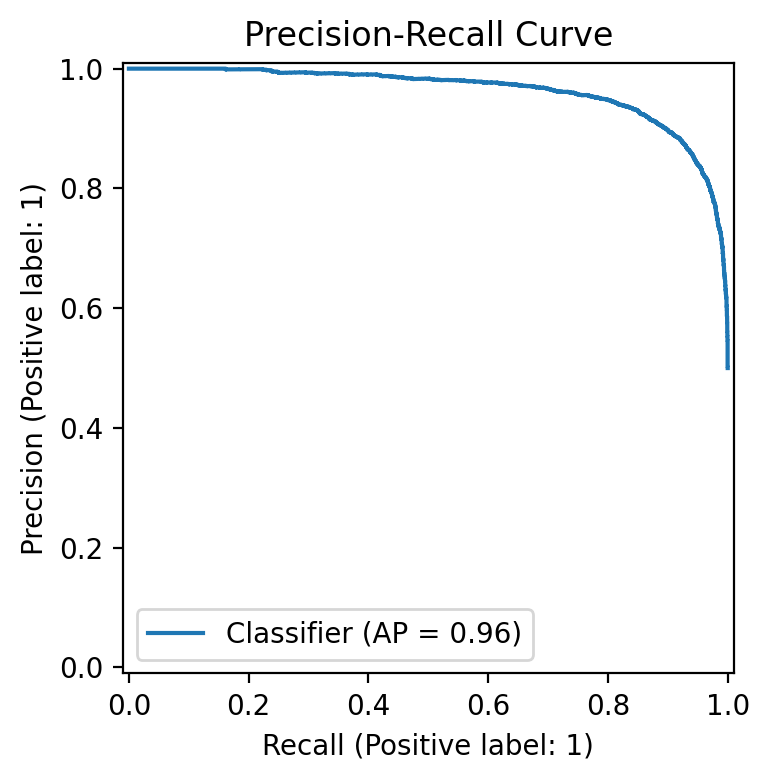 Precision-Recall Curve
1.0
0.8
0.6
0.4
0.2
0.0
Precision (Positive label: 1)
Classifier (AP = 0.96)
0.0 0.2 0.4 0.6 0.8 1.0
Recall (Positive label: 1)